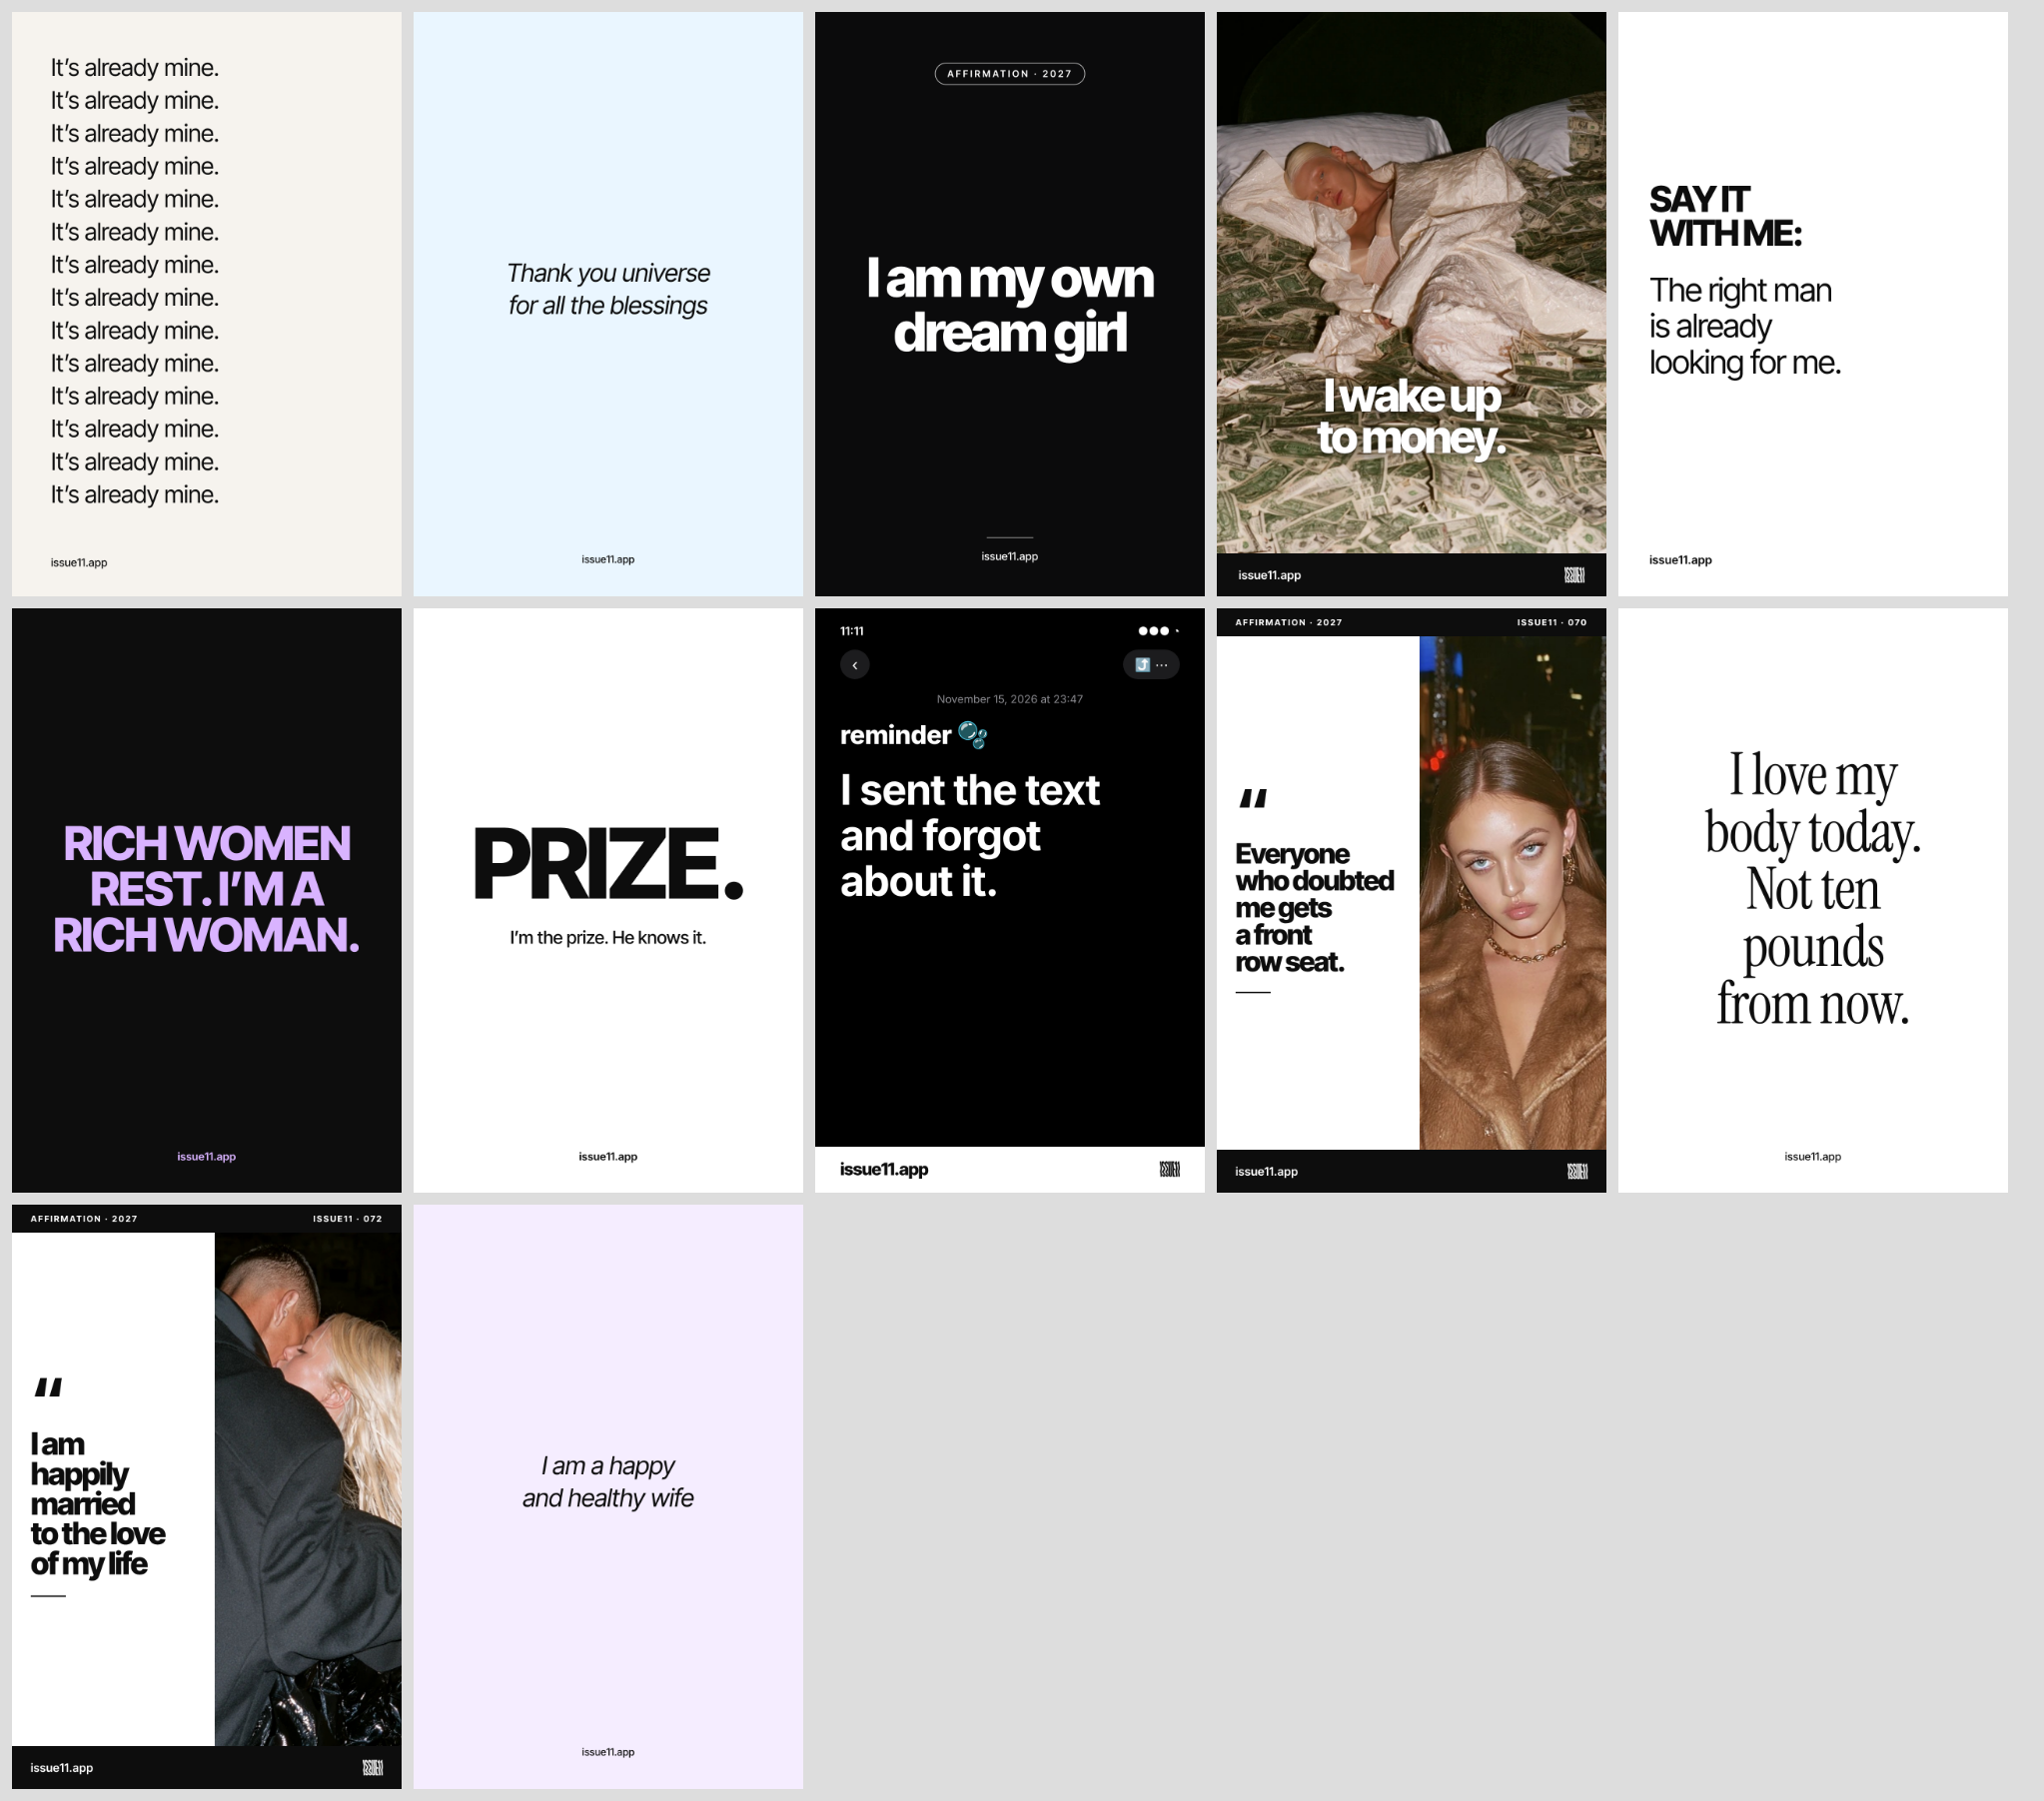 It's already mine.
It's already mine.
It's already mine.
It's already mine.
It's already mine.
It's already mine.
It's already mine.
It's already mine.
It's already mine.
It's already mine.
It's already mine.
It's already mine.
It's already mine.
It's already mine.
issue11.app
Thank you universe
for all the blessings
issue11.app
AFFIRMATION · 2027
I am my own
dream girl
issue11.app
I wake up
to money.
issue11.app
ISSUE11
SAY IT
WITH ME:
The right man
is already
looking for me.
issue11.app
RICH WOMEN
REST. I'M A
RICH WOMAN.
issue11.app
PRIZE.
I'm the prize. He knows it.
issue11.app
11:11
November 15, 2026 at 23:47
reminder 🫧
I sent the text
and forgot
about it.
issue11.app
ISSUE11
AFFIRMATION · 2027
ISSUE11 · 070
“
Everyone
who doubted
me gets
a front
row seat.
issue11.app
ISSUE11
I love my
body today.
Not ten
pounds
from now.
issue11.app
AFFIRMATION · 2027
ISSUE11 · 072
“
I am
happily
married
to the love
of my life
issue11.app
ISSUE11
I am a happy
and healthy wife
issue11.app